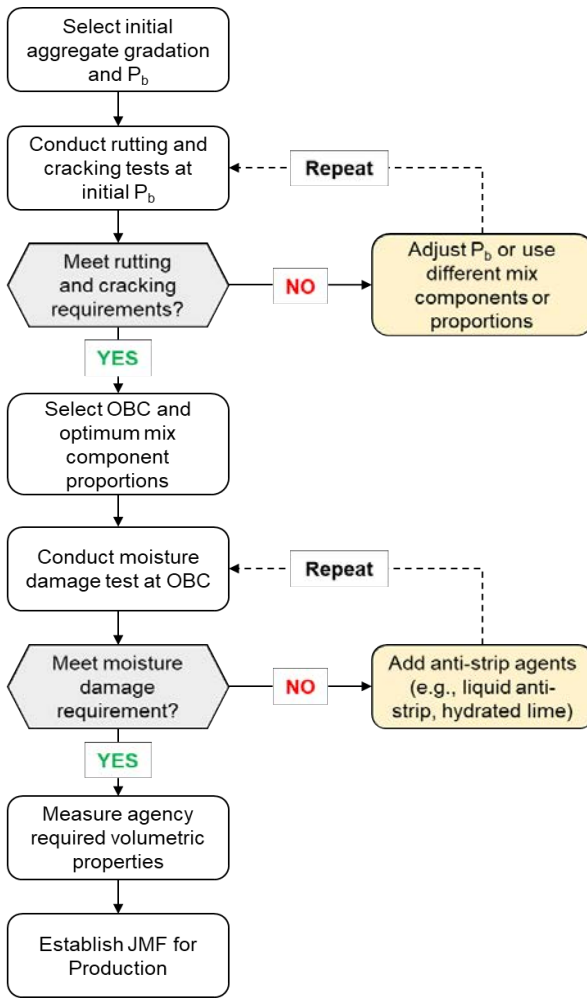 Select initial
aggregate gradation
and Pb
Conduct rutting and
cracking tests at
initial Pb
Repeat
Meet rutting
and cracking
requirements?
NO
Adjust Pb or use
different mix
components or
proportions
YES
Select OBC and
optimum mix
component
proportions
Conduct moisture
damage test at OBC
Repeat
Meet moisture
damage
requirement?
NO
Add anti-strip agents
(e.g., liquid anti-
strip, hydrated lime)
YES
Measure agency
required volumetric
properties
Establish JMF for
Production